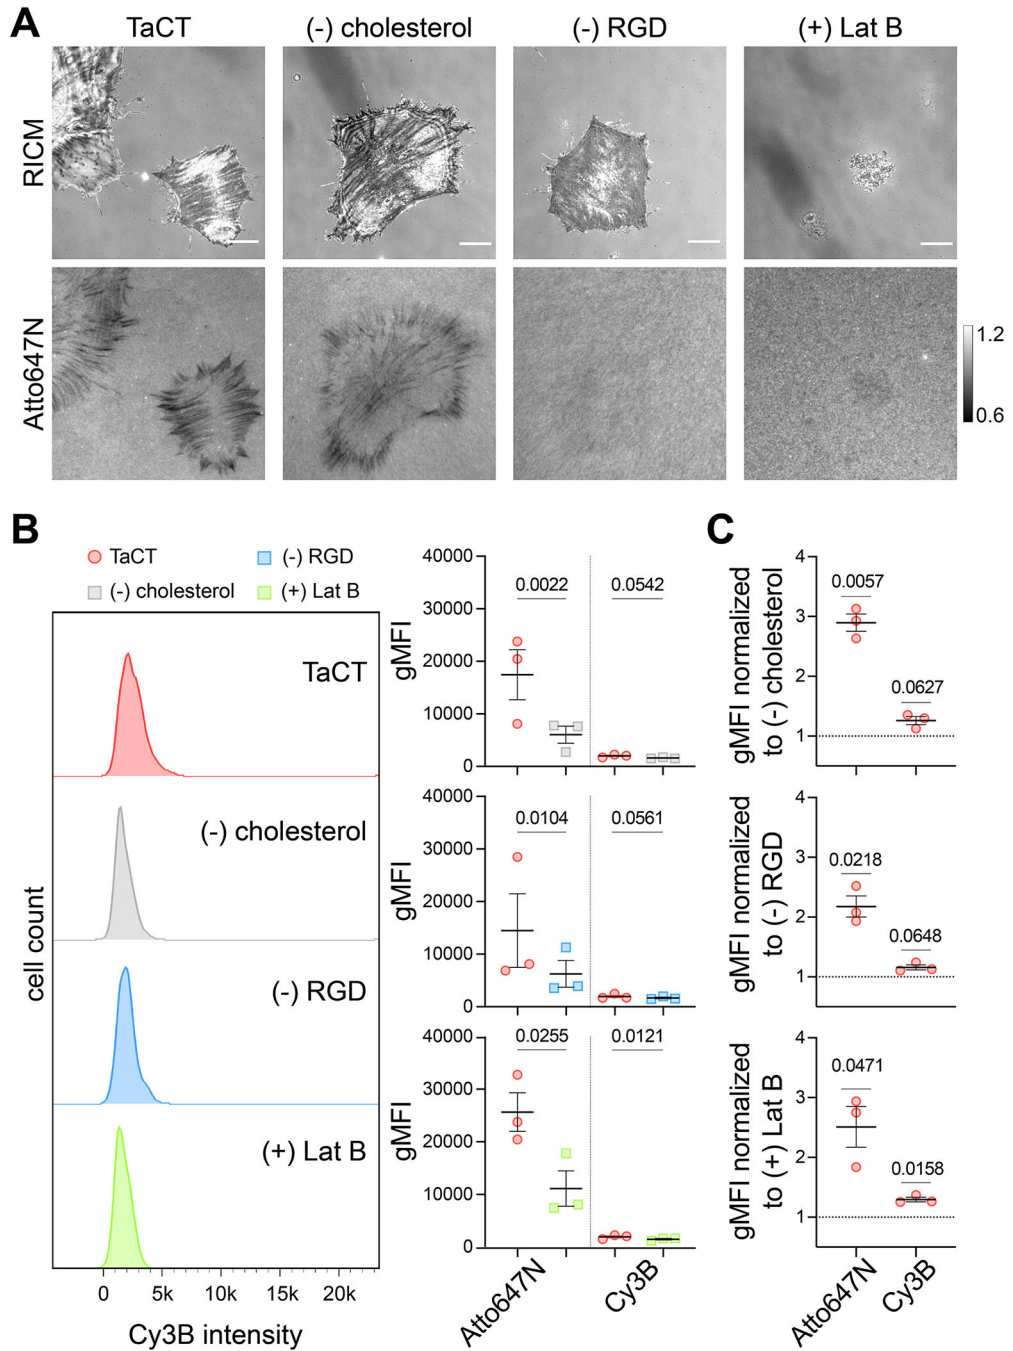 A
TaCT
(-) cholesterol
(-) RGD
(+) Lat B
RICM
Atto647N
1.2
0.6
B
TaCT
(-) RGD
(-) cholesterol
(+) Lat B
cell count
TaCT
(-) cholesterol
(-) RGD
(+) Lat B
0
5k
10k
15k
20k
Cy3B intensity
gMFI
40000
30000
20000
10000
0
0.0022
0.0542
gMFI
40000
30000
20000
10000
0
0.0104
0.0561
gMFI
40000
30000
20000
10000
0
0.0255
0.0121
Atto647N
Cy3B
C
gMFI normalized
to (-) cholesterol
4
3
2
1
0.0057
0.0627
gMFI normalized
to (-) RGD
4
3
2
1
0.0218
0.0648
gMFI normalized
to (+) Lat B
4
3
2
1
0.0471
0.0158
Atto647N
Cy3B